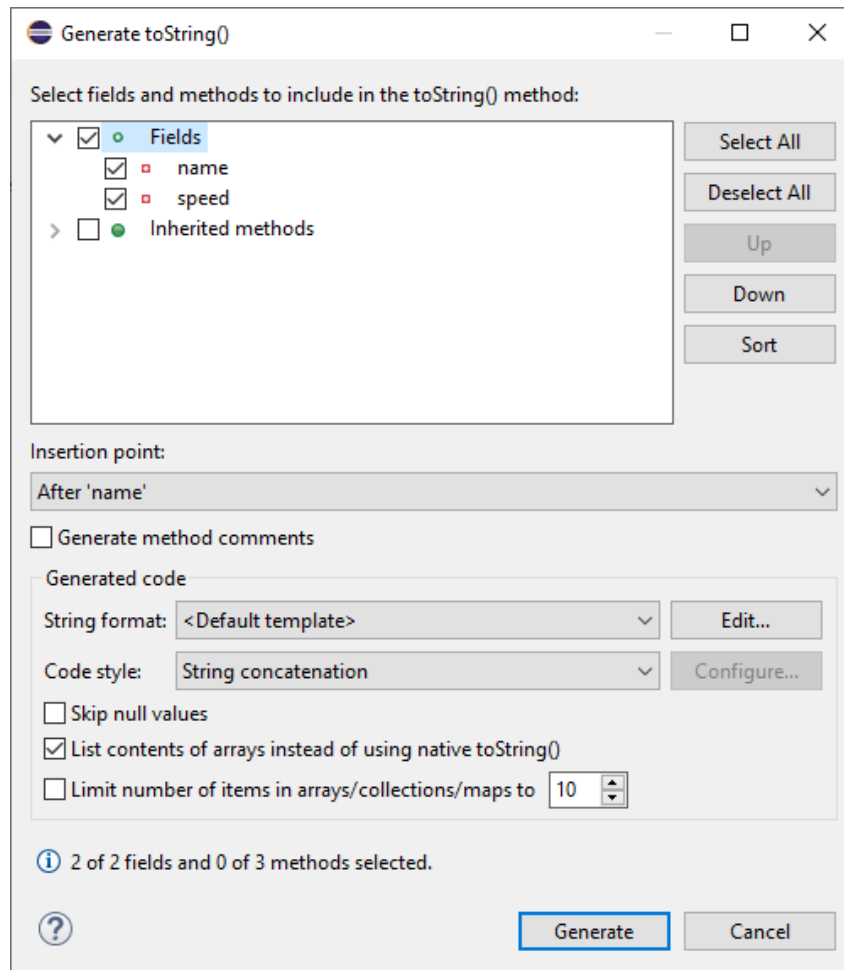 Generate toString()
Select fields and methods to include in the toString() method:
Fields
name
speed
Inherited methods
Select All
Deselect All
Up
Down
Sort
Insertion point:
After 'name'
Generate method comments
Generated code
String format: <Default template> Edit...
Code style: String concatenation Configure...
Skip null values
List contents of arrays instead of using native toString()
Limit number of items in arrays/collections/maps to 10
2 of 2 fields and 0 of 3 methods selected.
Generate Cancel